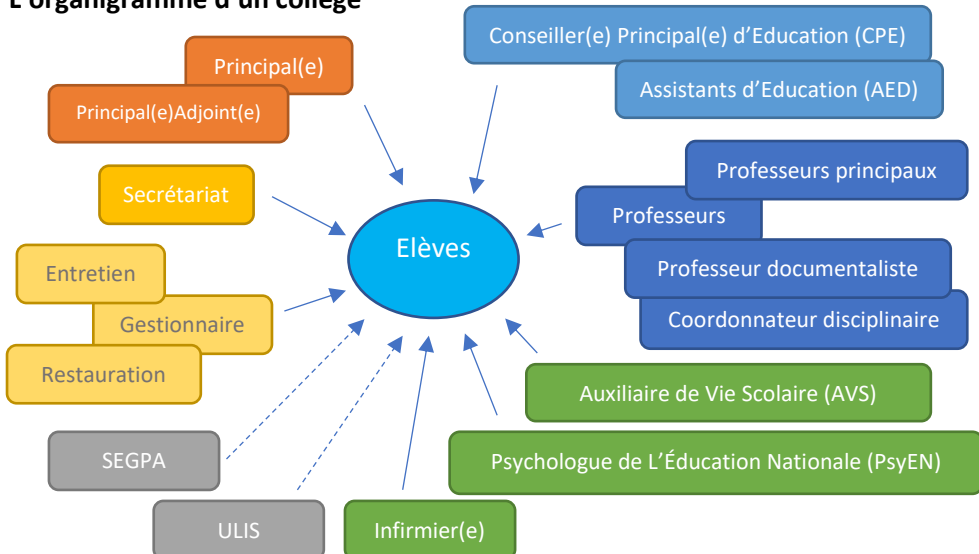 L'organigramme d'un collège
Conseiller(e) Principal(e) d'Education (CPE)
Principal(e)
Assistants d'Education (AED)
Principal(e)Adjoint(e)
Professeurs principaux
Secrétariat
Professeurs
Elèves
Entretien
Professeur documentaliste
Gestionnaire
Coordonnateur disciplinaire
Restauration
Auxiliaire de Vie Scolaire (AVS)
SEGPA
Psychologue de L'Éducation Nationale (PsyEN)
ULIS
Infirmier(e)